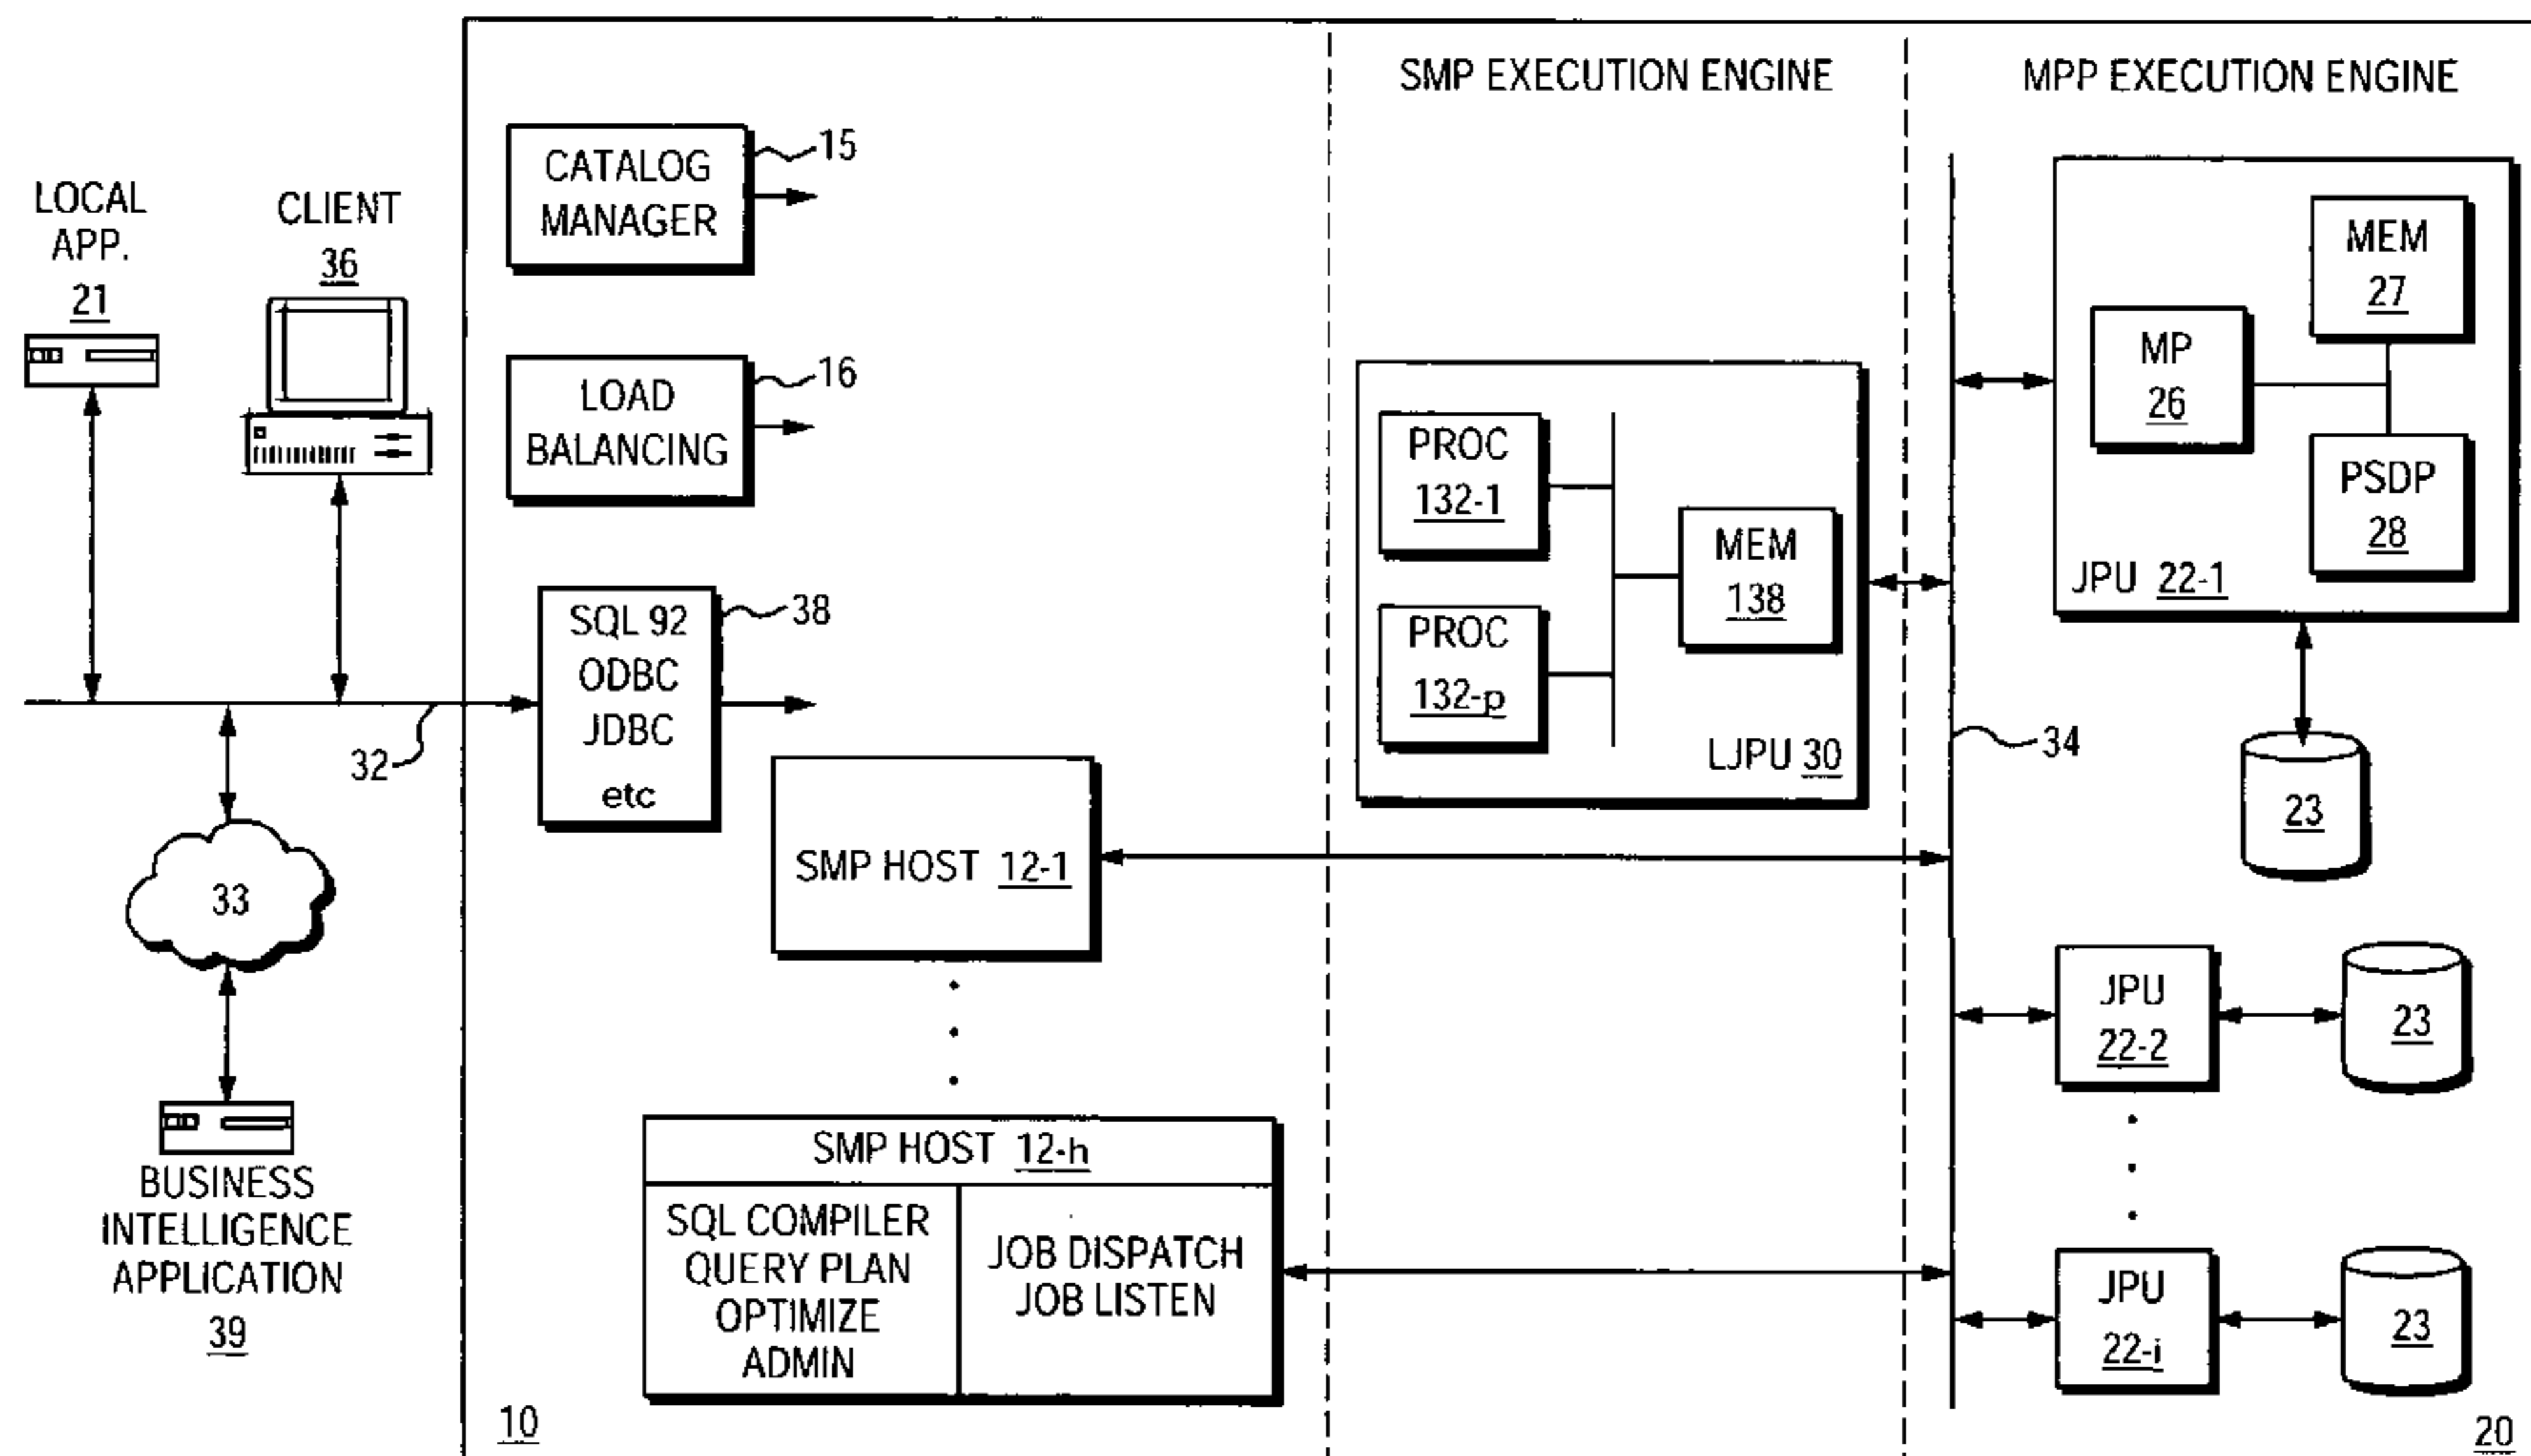 LOCAL
APP.
21
CLIENT
36
32
33
BUSINESS
INTELLIGENCE
APPLICATION
39
CATALOG
MANAGER
15
LOAD
BALANCING
16
SQL 92
ODBC
JDBC
etc
38
SMP HOST 12-1
SMP HOST 12-h
SQL COMPILER
QUERY PLAN
OPTIMIZE
ADMIN
JOB DISPATCH
JOB LISTEN
10
SMP EXECUTION ENGINE
PROC
132-1
PROC
132-p
MEM
138
LJPU 30
MPP EXECUTION ENGINE
34
MEM
27
MP
26
PSDP
28
JPU 22-1
23
JPU
22-2
23
JPU
22-i
23
20